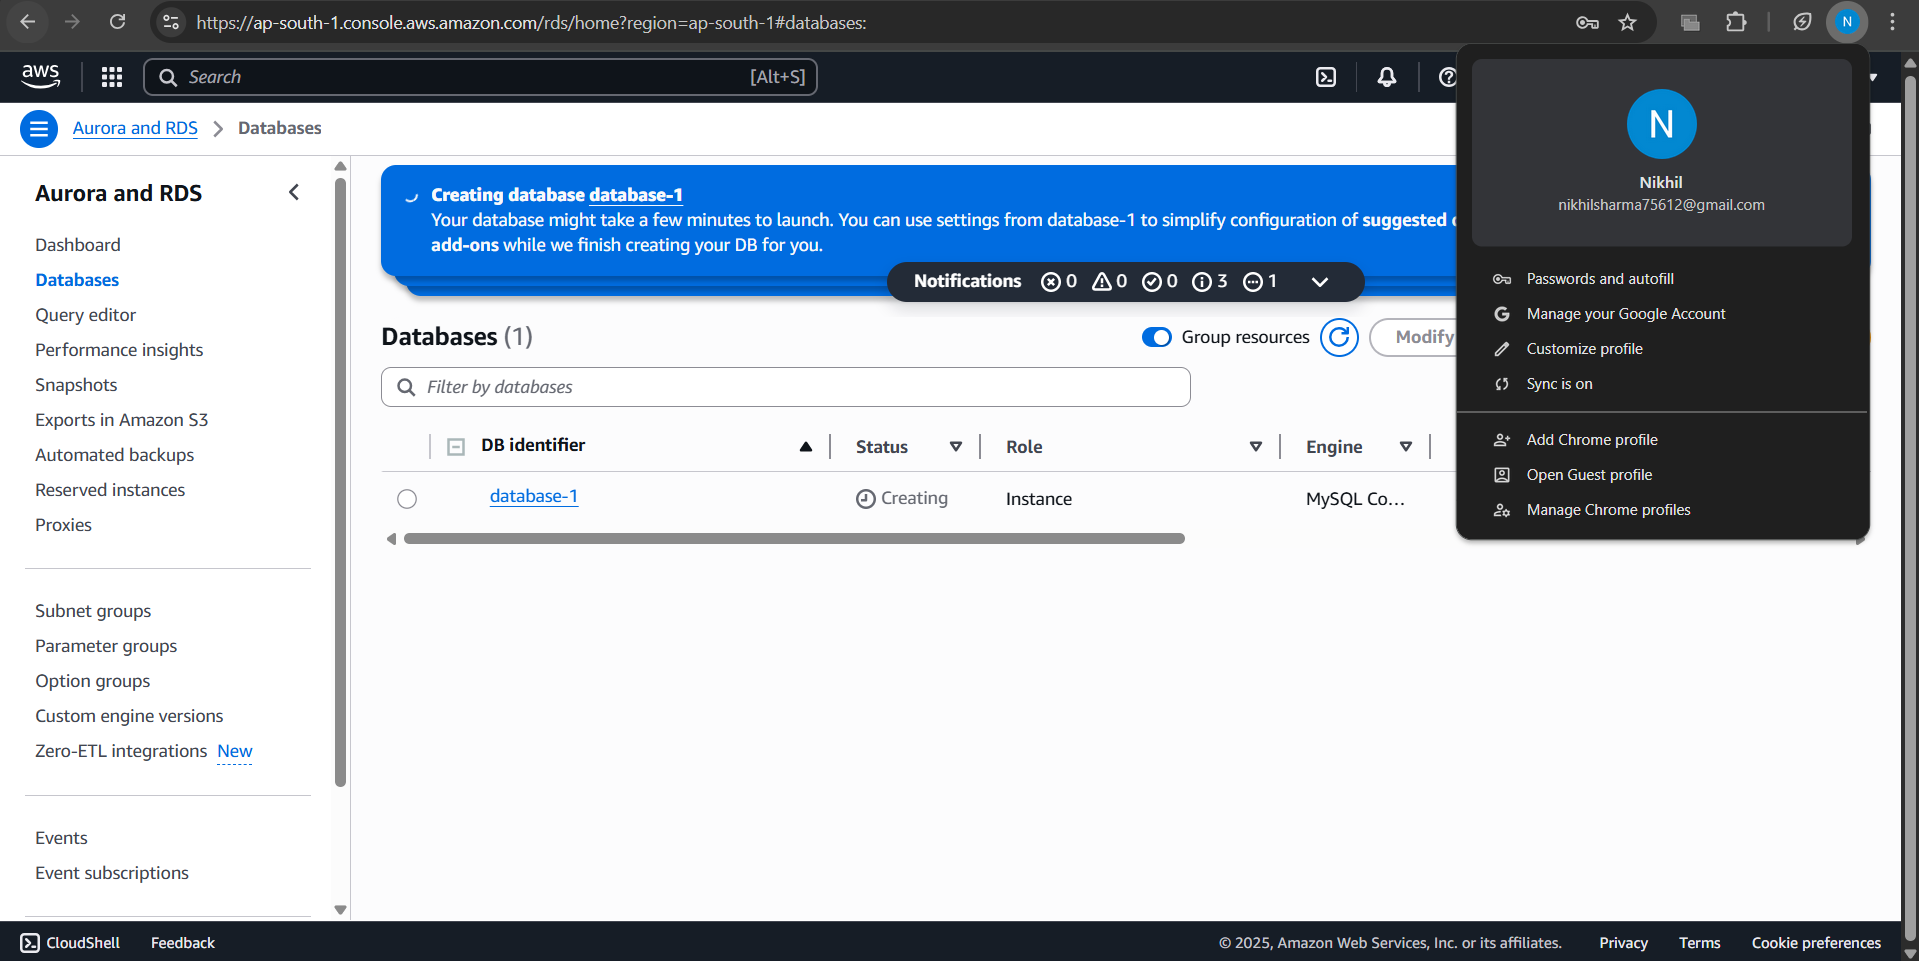 https://ap-south-1.console.aws.amazon.com/rds/home?region=ap-south-1#databases:
N
aws
Search
[Alt+S]
Aurora and RDS
Databases
Aurora and RDS
Dashboard
Databases
Query editor
Performance insights
Snapshots
Exports in Amazon S3
Automated backups
Reserved instances
Proxies
Subnet groups
Parameter groups
Option groups
Custom engine versions
Zero-ETL integrations New
Events
Event subscriptions
Creating database database-1
Your database might take a few minutes to launch. You can use settings from database-1 to simplify configuration of suggested
add-ons while we finish creating your DB for you.
Notifications 0 0 0 3 1
Databases (1)
Group resources
Modify
Filter by databases
DB identifier Status Role Engine
database-1 Creating Instance MySQL Co...
N
Nikhil
nikhilsharma75612@gmail.com
Passwords and autofill
Manage your Google Account
Customize profile
Sync is on
Add Chrome profile
Open Guest profile
Manage Chrome profiles
CloudShell Feedback
© 2025, Amazon Web Services, Inc. or its affiliates. Privacy Terms Cookie preferences